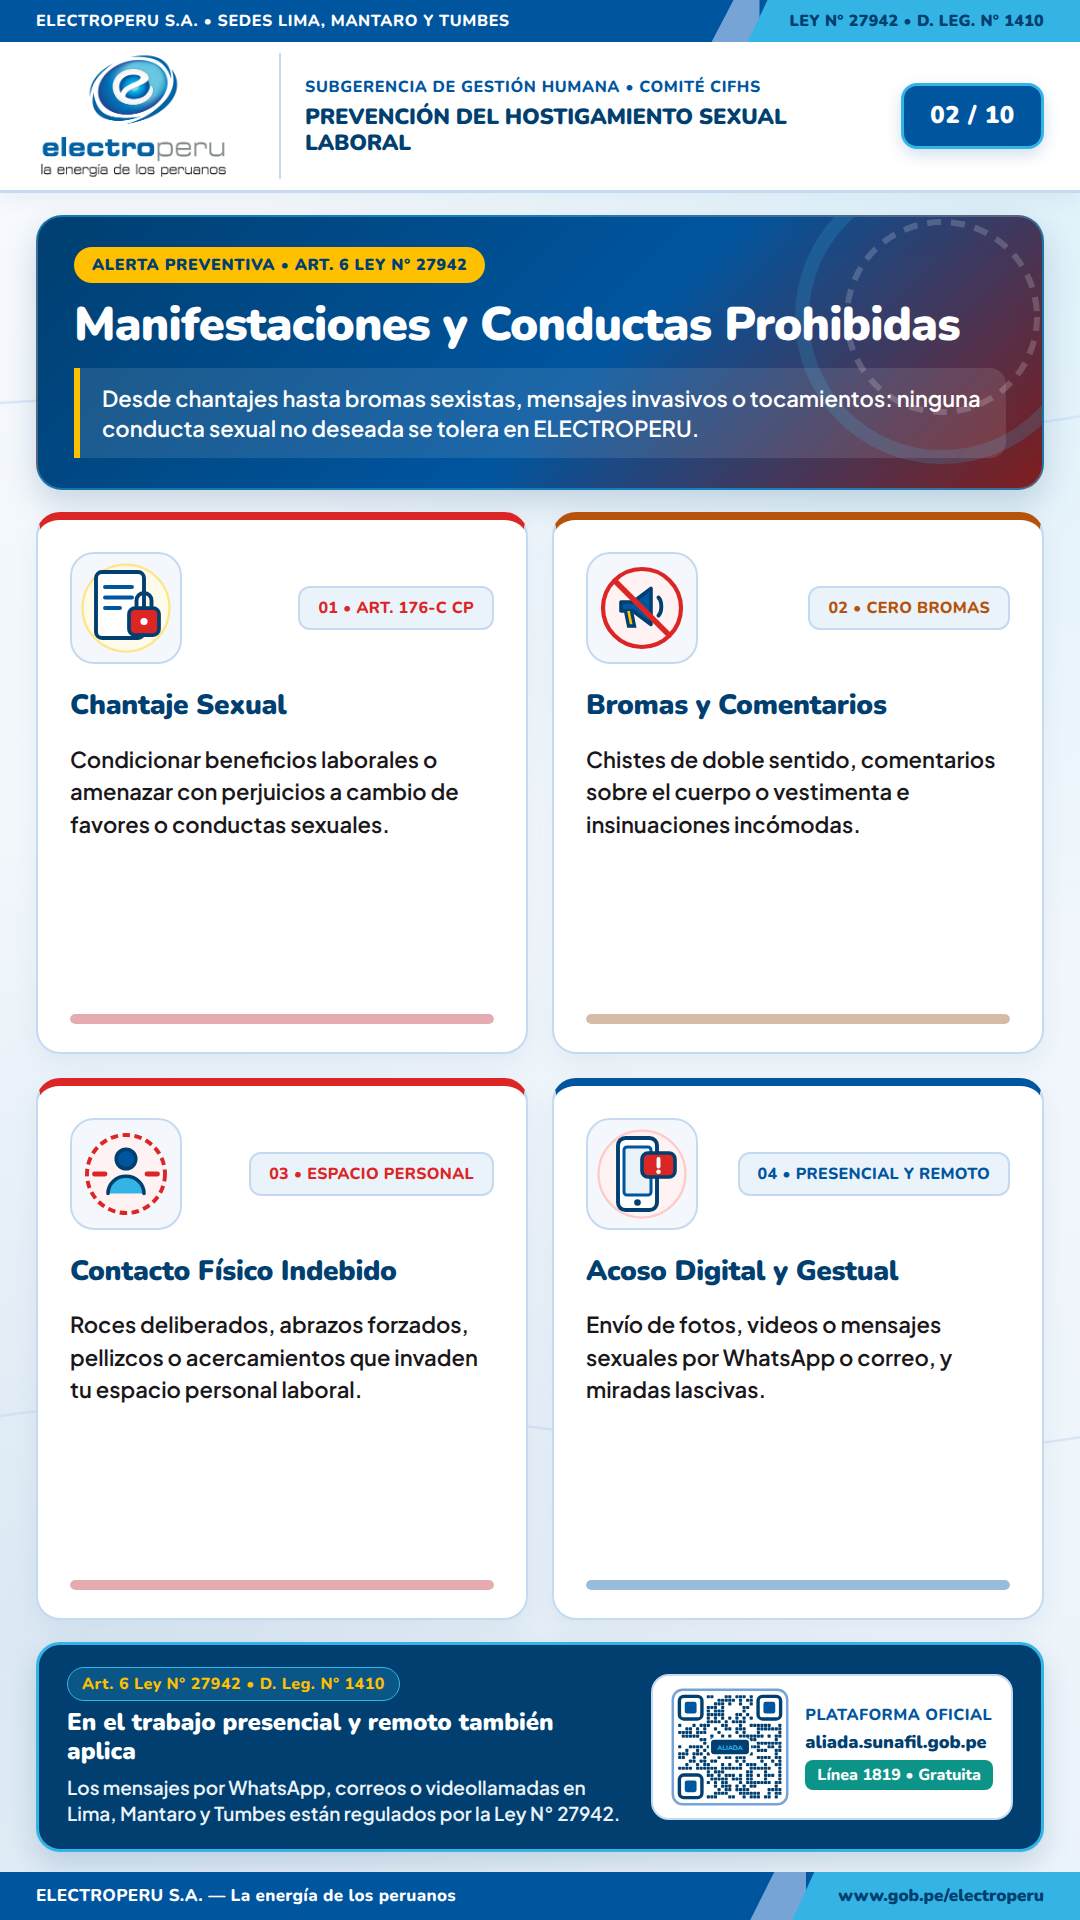 ELECTROPERU S.A. • SEDES LIMA, MANTARO Y TUMBES
LEY N° 27942 • D. LEG. N° 1410
electroperu
la energía de los peruanos
SUBGERENCIA DE GESTIÓN HUMANA • COMITÉ CIFHS
PREVENCIÓN DEL HOSTIGAMIENTO SEXUAL
LABORAL
02 / 10
ALERTA PREVENTIVA • ART. 6 LEY N° 27942
Manifestaciones y Conductas Prohibidas
Desde chantajes hasta bromas sexistas, mensajes invasivos o tocamientos: ninguna
conducta sexual no deseada se tolera en ELECTROPERU.
01 • ART. 176-C CP
Chantaje Sexual
Condicionar beneficios laborales o
amenazar con perjuicios a cambio de
favores o conductas sexuales.
02 • CERO BROMAS
Bromas y Comentarios
Chistes de doble sentido, comentarios
sobre el cuerpo o vestimenta e
insinuaciones incómodas.
03 • ESPACIO PERSONAL
Contacto Físico Indebido
Roces deliberados, abrazos forzados,
pellizcos o acercamientos que invaden
tu espacio personal laboral.
04 • PRESENCIAL Y REMOTO
Acoso Digital y Gestual
Envío de fotos, videos o mensajes
sexuales por WhatsApp o correo, y
miradas lascivas.
Art. 6 Ley N° 27942 • D. Leg. N° 1410
En el trabajo presencial y remoto también
aplica
Los mensajes por WhatsApp, correos o videollamadas en
Lima, Mantaro y Tumbes están regulados por la Ley N° 27942.
ALIADA
PLATAFORMA OFICIAL
aliada.sunafil.gob.pe
Línea 1819 • Gratuita
ELECTROPERU S.A. — La energía de los peruanos
www.gob.pe/electroperu